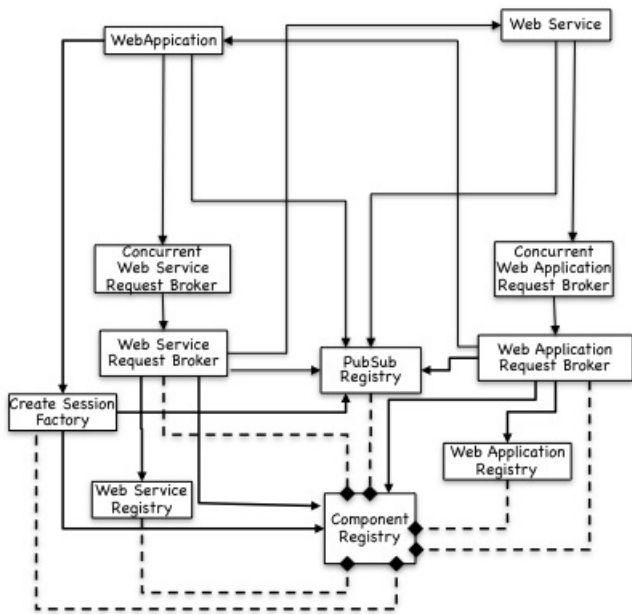 WebAppication
Web Service
Concurrent
Web Service
Request Broker
Concurrent
Web Application
Request Broker
Web Service
Request Broker
PubSub
Registry
Web Application
Request Broker
Create Session
Factory
Web Application
Registry
Web Service
Registry
Component
Registry